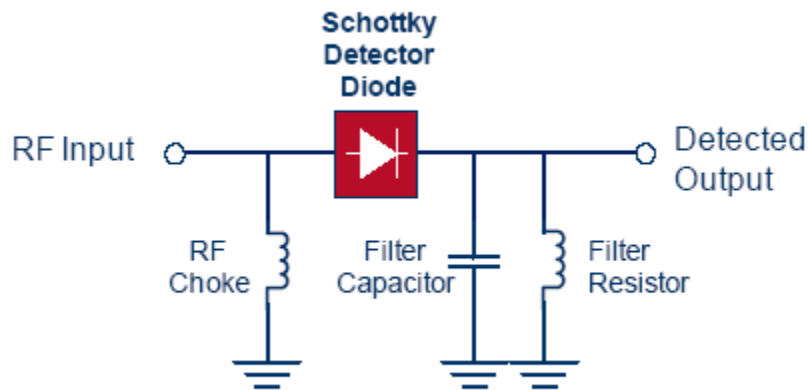 Schottky
Detector
Diode
RF Input
Detected
Output
RF
Choke
Filter
Capacitor
Filter
Resistor